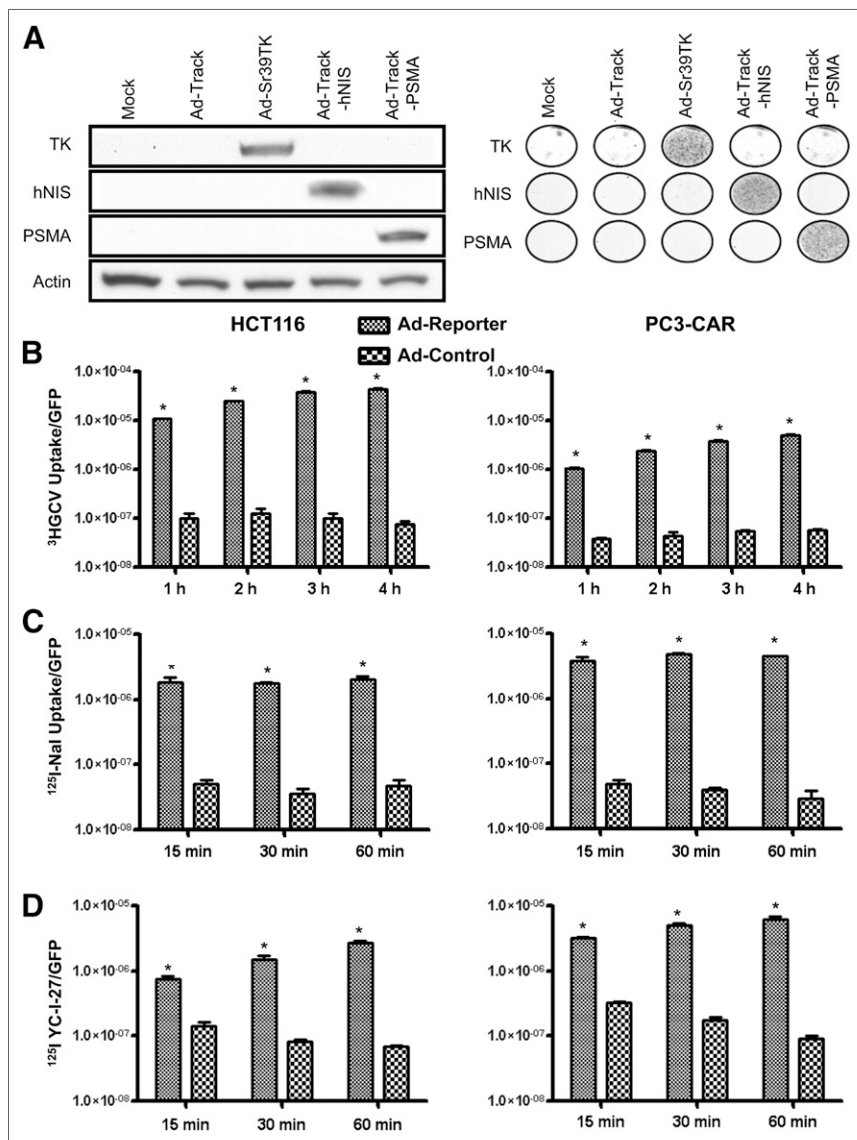 A
Mock
Ad-Track
Ad-Sr39TK
Ad-Track
-hNIS
Ad-Track
-PSMA
TK
hNIS
PSMA
Actin
Mock
Ad-Track
Ad-Sr39TK
Ad-Track
-hNIS
Ad-Track
-PSMA
TK
hNIS
PSMA
HCT116
Ad-Reporter
Ad-Control
PC3-CAR
B
³HGCV Uptake/GFP
1.0×10⁻⁰⁴
1.0×10⁻⁰⁵
1.0×10⁻⁰⁶
1.0×10⁻⁰⁷
1.0×10⁻⁰⁸
* * * *
1 h 2 h 3 h 4 h
1.0×10⁻⁰⁴
1.0×10⁻⁰⁵
1.0×10⁻⁰⁶
1.0×10⁻⁰⁷
1.0×10⁻⁰⁸
* * * *
1 h 2 h 3 h 4 h
C
¹²⁵I-NaI Uptake/GFP
1.0×10⁻⁰⁵
1.0×10⁻⁰⁶
1.0×10⁻⁰⁷
1.0×10⁻⁰⁸
* * *
15 min 30 min 60 min
1.0×10⁻⁰⁵
1.0×10⁻⁰⁶
1.0×10⁻⁰⁷
1.0×10⁻⁰⁸
* * *
15 min 30 min 60 min
D
¹²⁵I YC-I-27/GFP
1.0×10⁻⁰⁵
1.0×10⁻⁰⁶
1.0×10⁻⁰⁷
1.0×10⁻⁰⁸
* * *
15 min 30 min 60 min
1.0×10⁻⁰⁵
1.0×10⁻⁰⁶
1.0×10⁻⁰⁷
1.0×10⁻⁰⁸
* * *
15 min 30 min 60 min